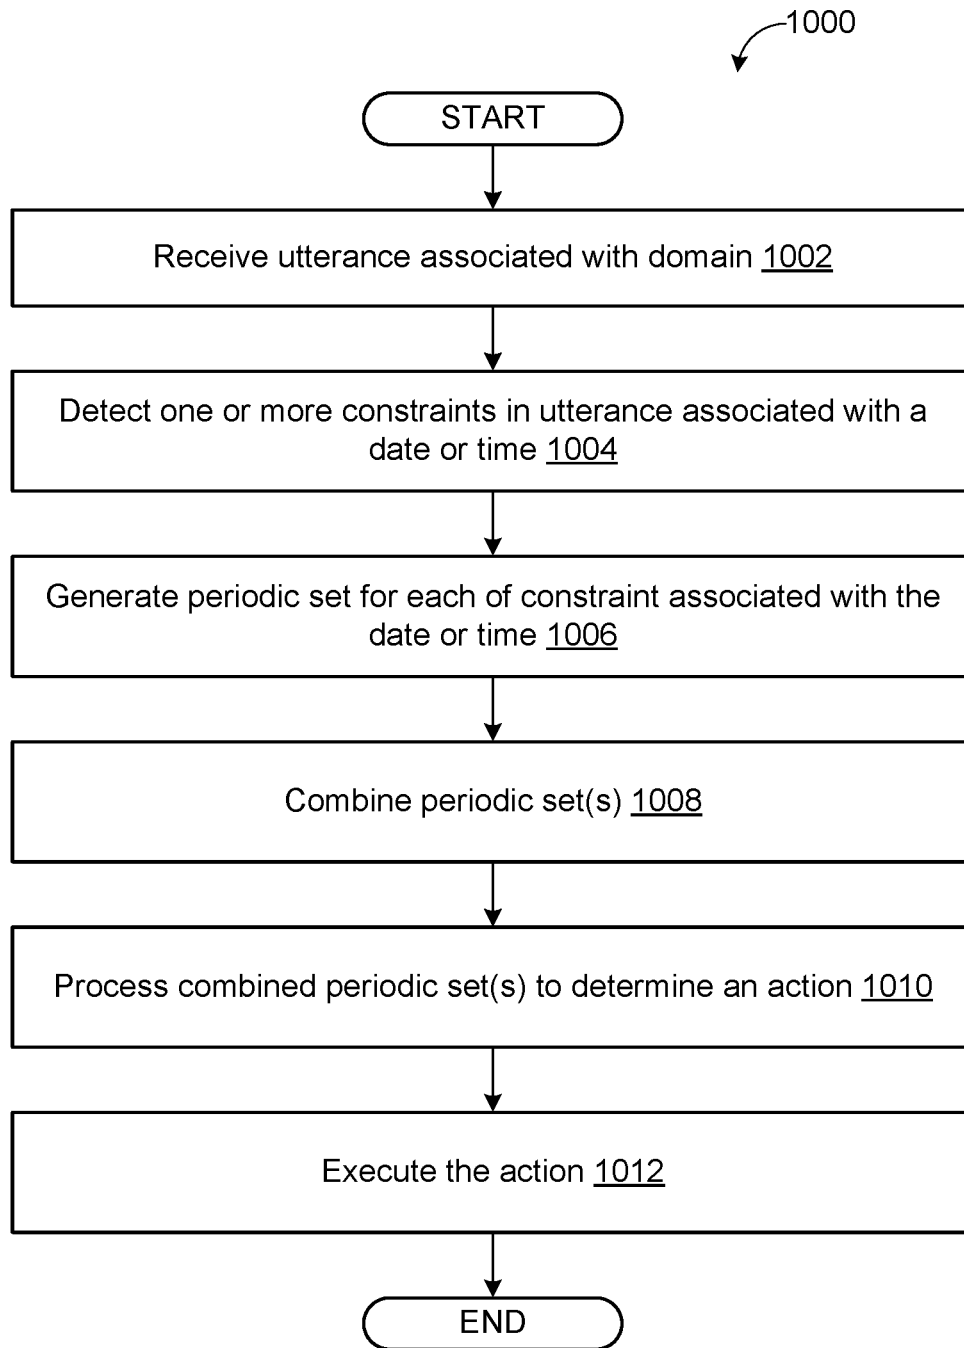 1000
START
Receive utterance associated with domain 1002
Detect one or more constraints in utterance associated with a
date or time 1004
Generate periodic set for each of constraint associated with the
date or time 1006
Combine periodic set(s) 1008
Process combined periodic set(s) to determine an action 1010
Execute the action 1012
END